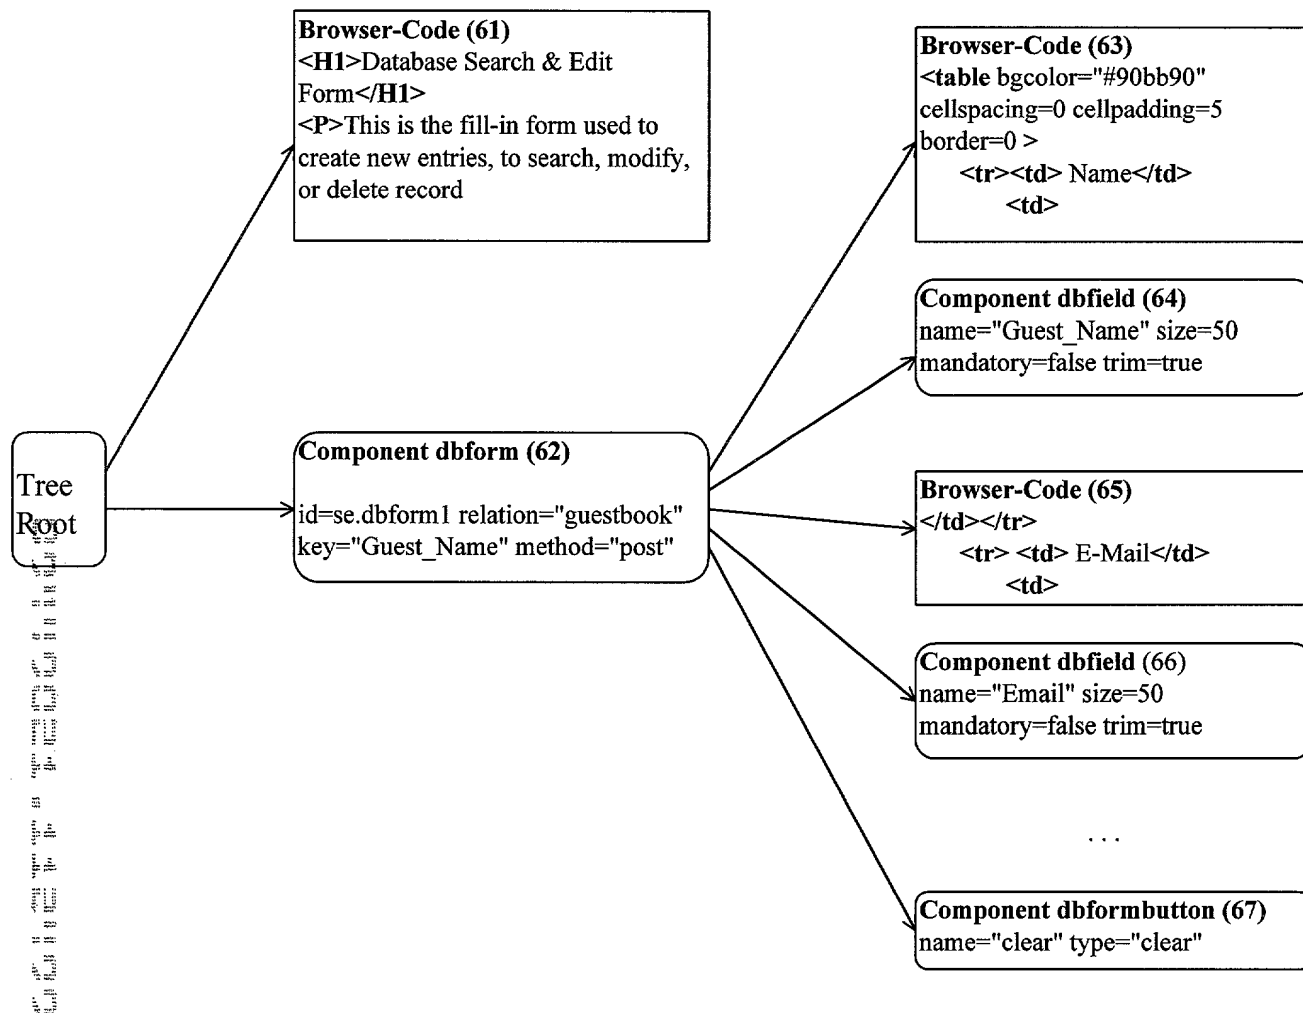 Browser-Code (61)
<H1>Database Search & Edit
Form</H1>
<P>This is the fill-in form used to
create new entries, to search, modify,
or delete record
Tree
Root
Component dbform (62)
id=se.dbform1 relation="guestbook"
key="Guest_Name" method="post"
Browser-Code (63)
<table bgcolor="#90bb90"
cellspacing=0 cellpadding=5
border=0 >
<tr><td> Name</td>
<td>
Component dbfield (64)
name="Guest_Name" size=50
mandatory=false trim=true
Browser-Code (65)
</td></tr>
<tr> <td> E-Mail</td>
<td>
Component dbfield (66)
name="Email" size=50
mandatory=false trim=true
. . .
Component dbformbutton (67)
name="clear" type="clear"